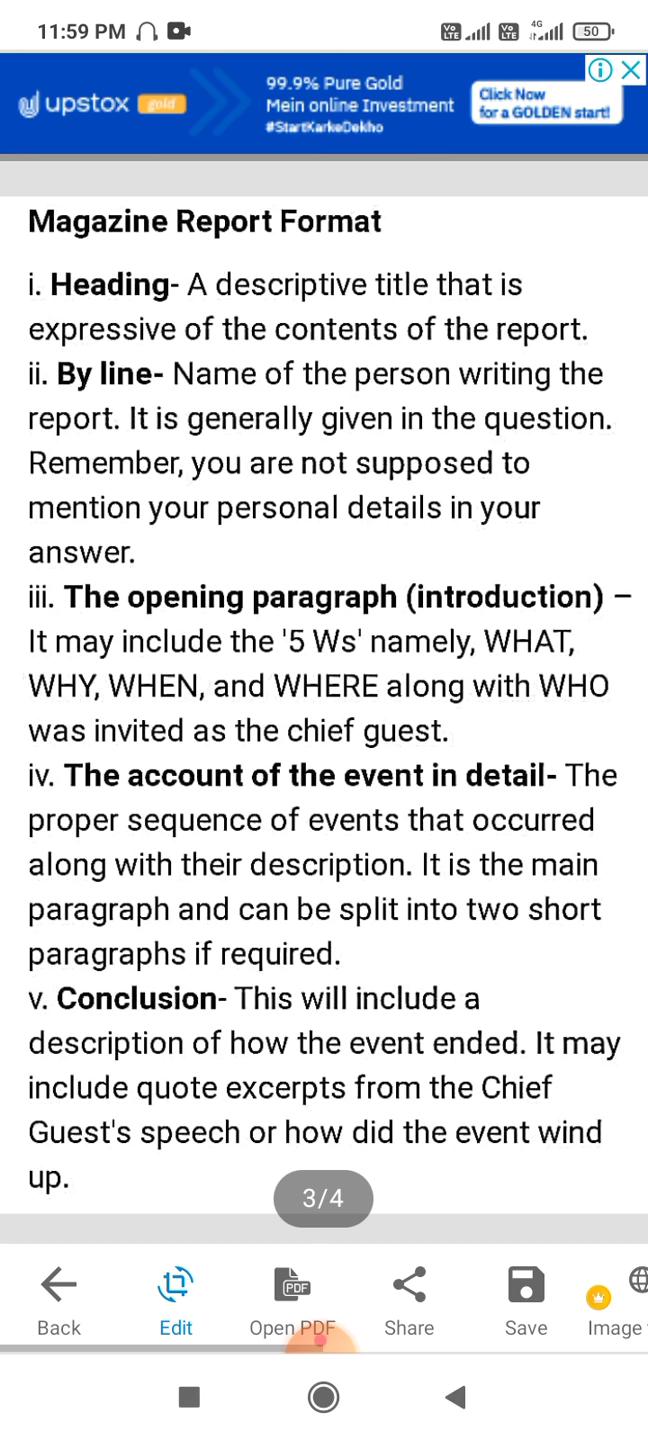 11:59 PM
Vo LTE Vo LTE 4G 50
upstox gold
99.9% Pure Gold
Mein online Investment
#StartKarkeDekho
Click Now
for a GOLDEN start!
Magazine Report Format
i. Heading- A descriptive title that is
expressive of the contents of the report.
ii. By line- Name of the person writing the
report. It is generally given in the question.
Remember, you are not supposed to
mention your personal details in your
answer.
iii. The opening paragraph (introduction) –
It may include the '5 Ws' namely, WHAT,
WHY, WHEN, and WHERE along with WHO
was invited as the chief guest.
iv. The account of the event in detail- The
proper sequence of events that occurred
along with their description. It is the main
paragraph and can be split into two short
paragraphs if required.
v. Conclusion- This will include a
description of how the event ended. It may
include quote excerpts from the Chief
Guest's speech or how did the event wind
up.
3/4
PDF
Back Edit Open PDF Share Save Image